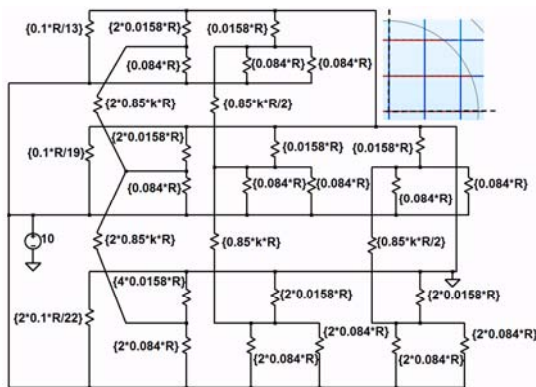 {0.1*R/13} {2*0.0158*R} {0.0158*R}
{0.084*R} {0.084*R} {0.084*R}
{2*0.85*k*R} {0.85*k*R/2}
{2*0.0158*R} {0.0158*R} {0.0158*R}
{0.1*R/19}
{0.084*R} {0.084*R} {0.084*R} {0.084*R} {0.084*R}
10 {2*0.85*k*R} {0.85*k*R} {0.85*k*R/2}
{4*0.0158*R} {2*0.0158*R} {2*0.0158*R}
{2*0.1*R/22}
{2*0.084*R} {2*0.084*R} {2*0.084*R}
{2*0.084*R} {2*0.084*R}